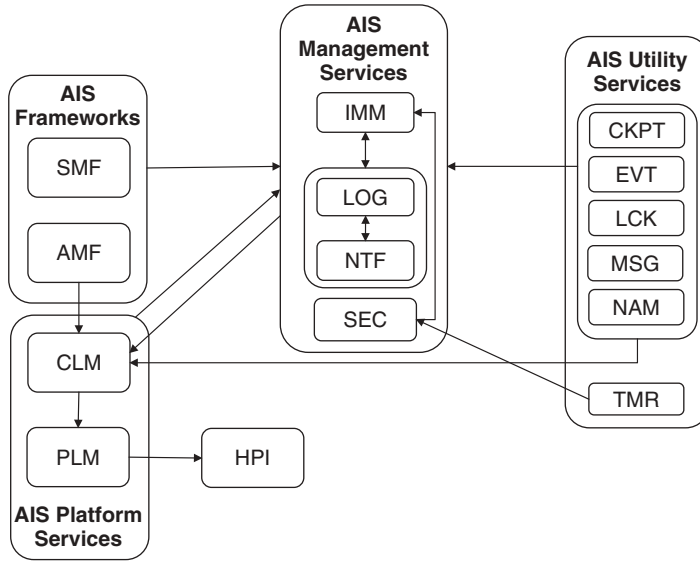 AIS
Frameworks
SMF
AMF
CLM
PLM
AIS Platform
Services
HPI
AIS
Management
Services
IMM
LOG
NTF
SEC
AIS Utility
Services
CKPT
EVT
LCK
MSG
NAM
TMR